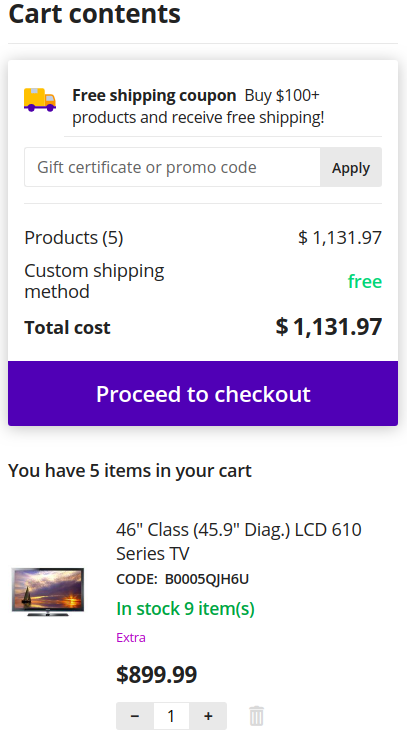 Cart contents
Free shipping coupon Buy $100+
products and receive free shipping!
Gift certificate or promo code
Apply
Products (5)
$ 1,131.97
Custom shipping
method
free
Total cost
$ 1,131.97
Proceed to checkout
You have 5 items in your cart
46" Class (45.9" Diag.) LCD 610
Series TV
CODE: B0005QJH6U
In stock 9 item(s)
Extra
$899.99
− 1 +